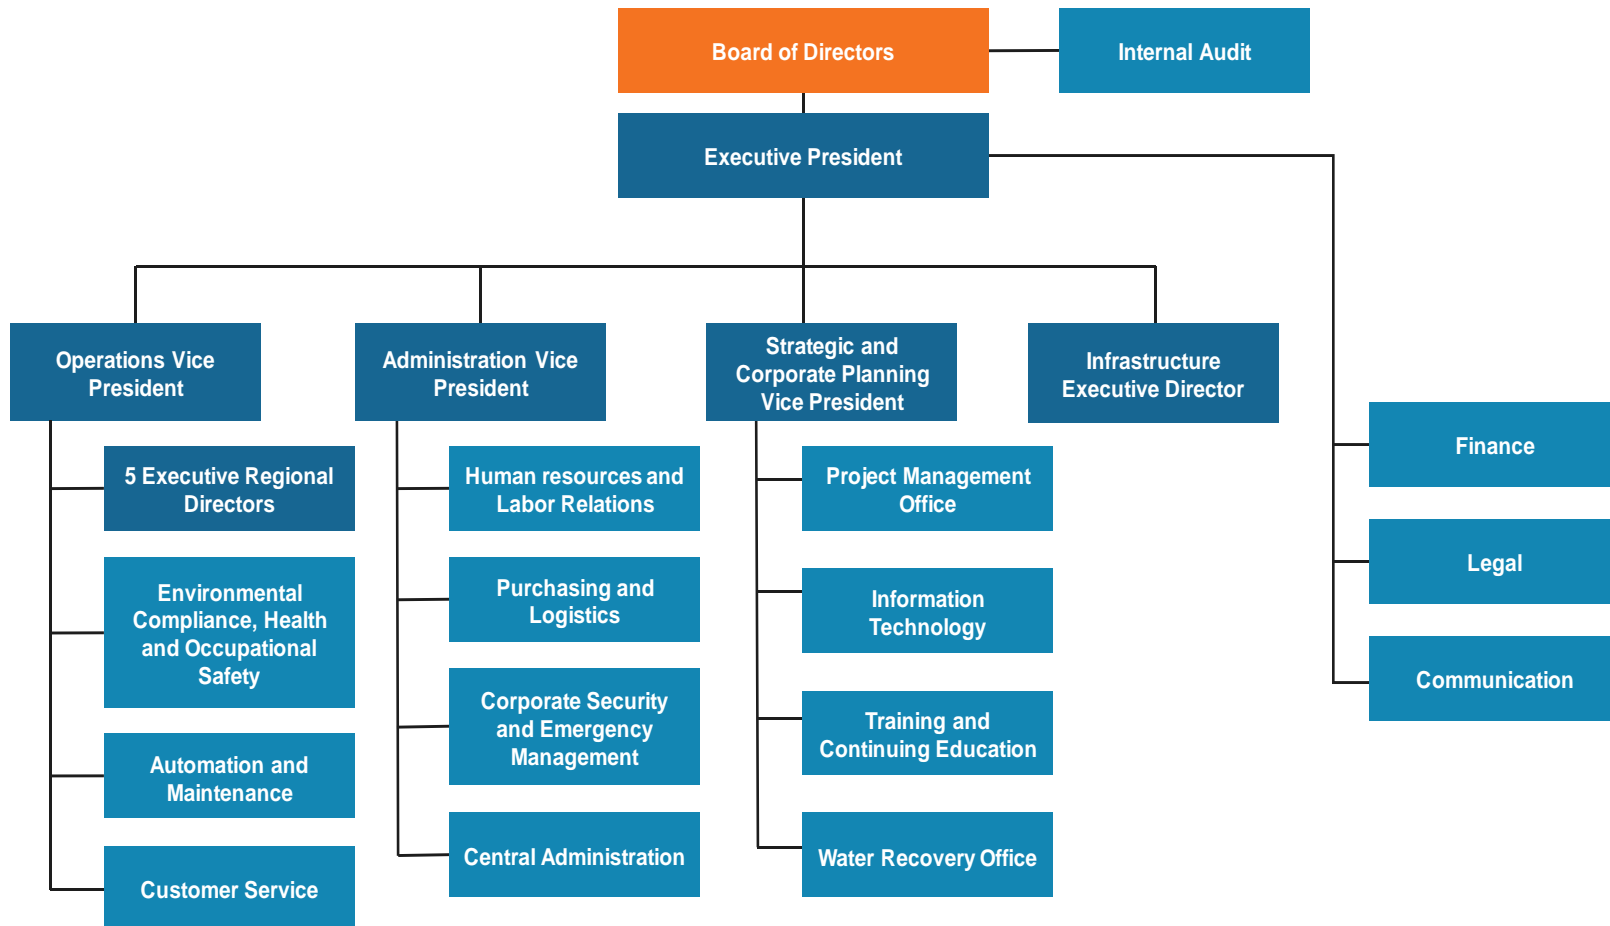 Board of Directors
Internal Audit
Executive President
Operations Vice
President
Administration Vice
President
Strategic and
Corporate Planning
Vice President
Infrastructure
Executive Director
5 Executive Regional
Directors
Environmental
Compliance, Health
and Occupational
Safety
Automation and
Maintenance
Customer Service
Human resources and
Labor Relations
Purchasing and
Logistics
Corporate Security
and Emergency
Management
Central Administration
Project Management
Office
Information
Technology
Training and
Continuing Education
Water Recovery Office
Finance
Legal
Communication